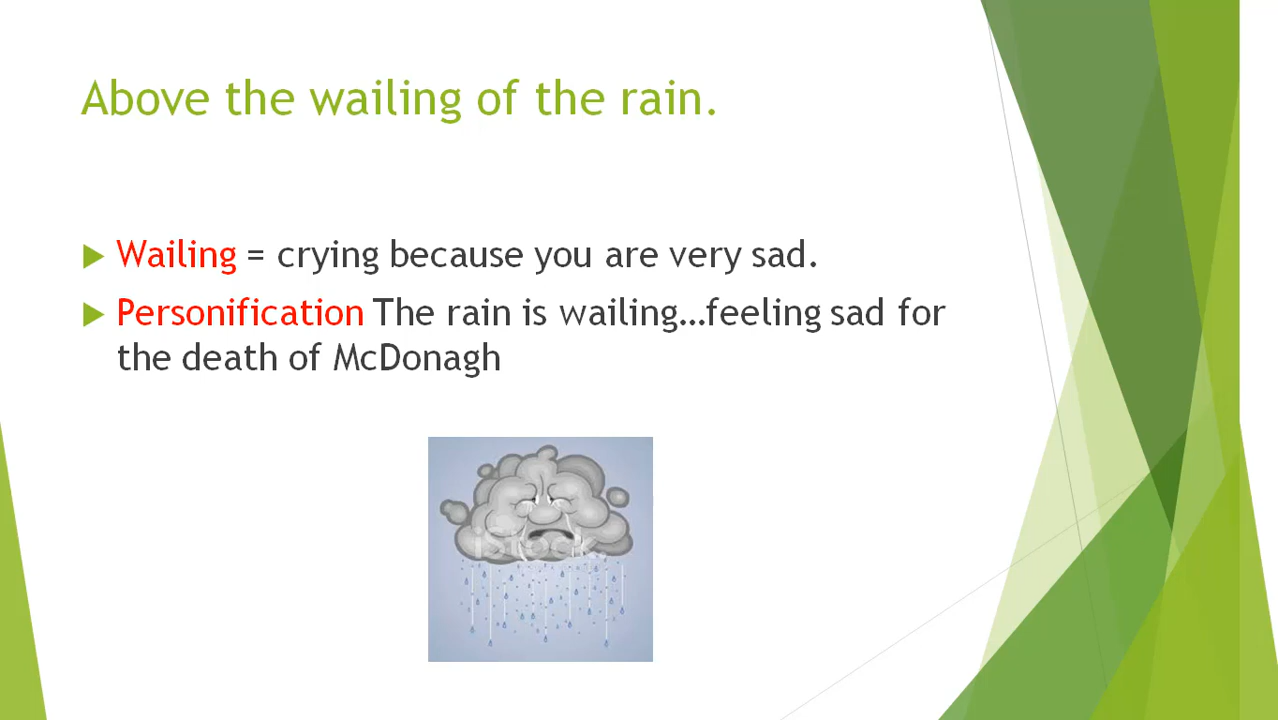 Above the wailing of the rain.
Wailing = crying because you are very sad.
Personification The rain is wailing…feeling sad for
the death of McDonagh
iStock.